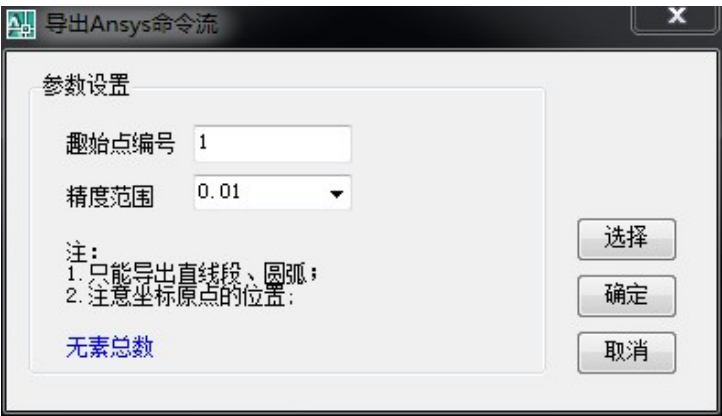 导出Ansys命令流
x
参数设置
趣始点编号 1
精度范围 0.01
注：
1.只能导出直线段、圆弧；
2.注意坐标原点的位置；
无素总数
选择
确定
取消